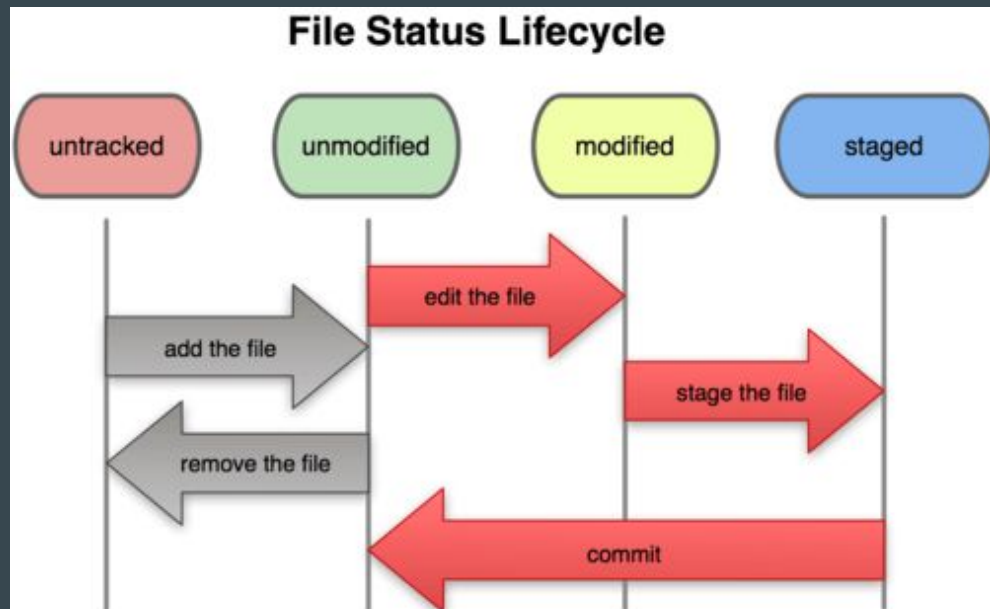 File Status Lifecycle
untracked
unmodified
modified
staged
edit the file
add the file
stage the file
remove the file
commit